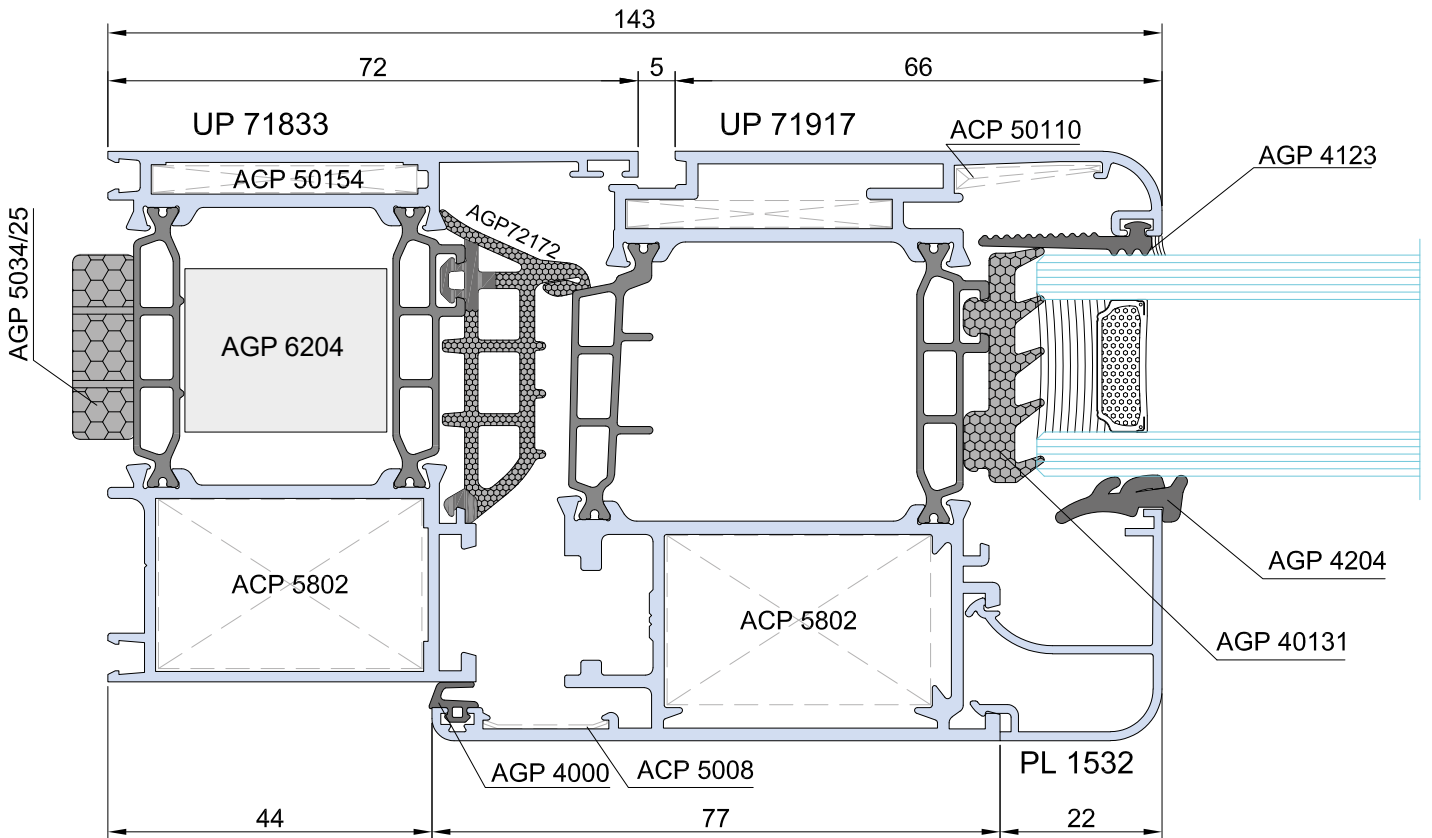 143
72
5
66
UP 71833
UP 71917
ACP 50110
AGP 4123
ACP 50154
AGP72172
AGP 5034/25
AGP 6204
ACP 5802
ACP 5802
AGP 4204
AGP 40131
AGP 4000
ACP 5008
PL 1532
44
77
22